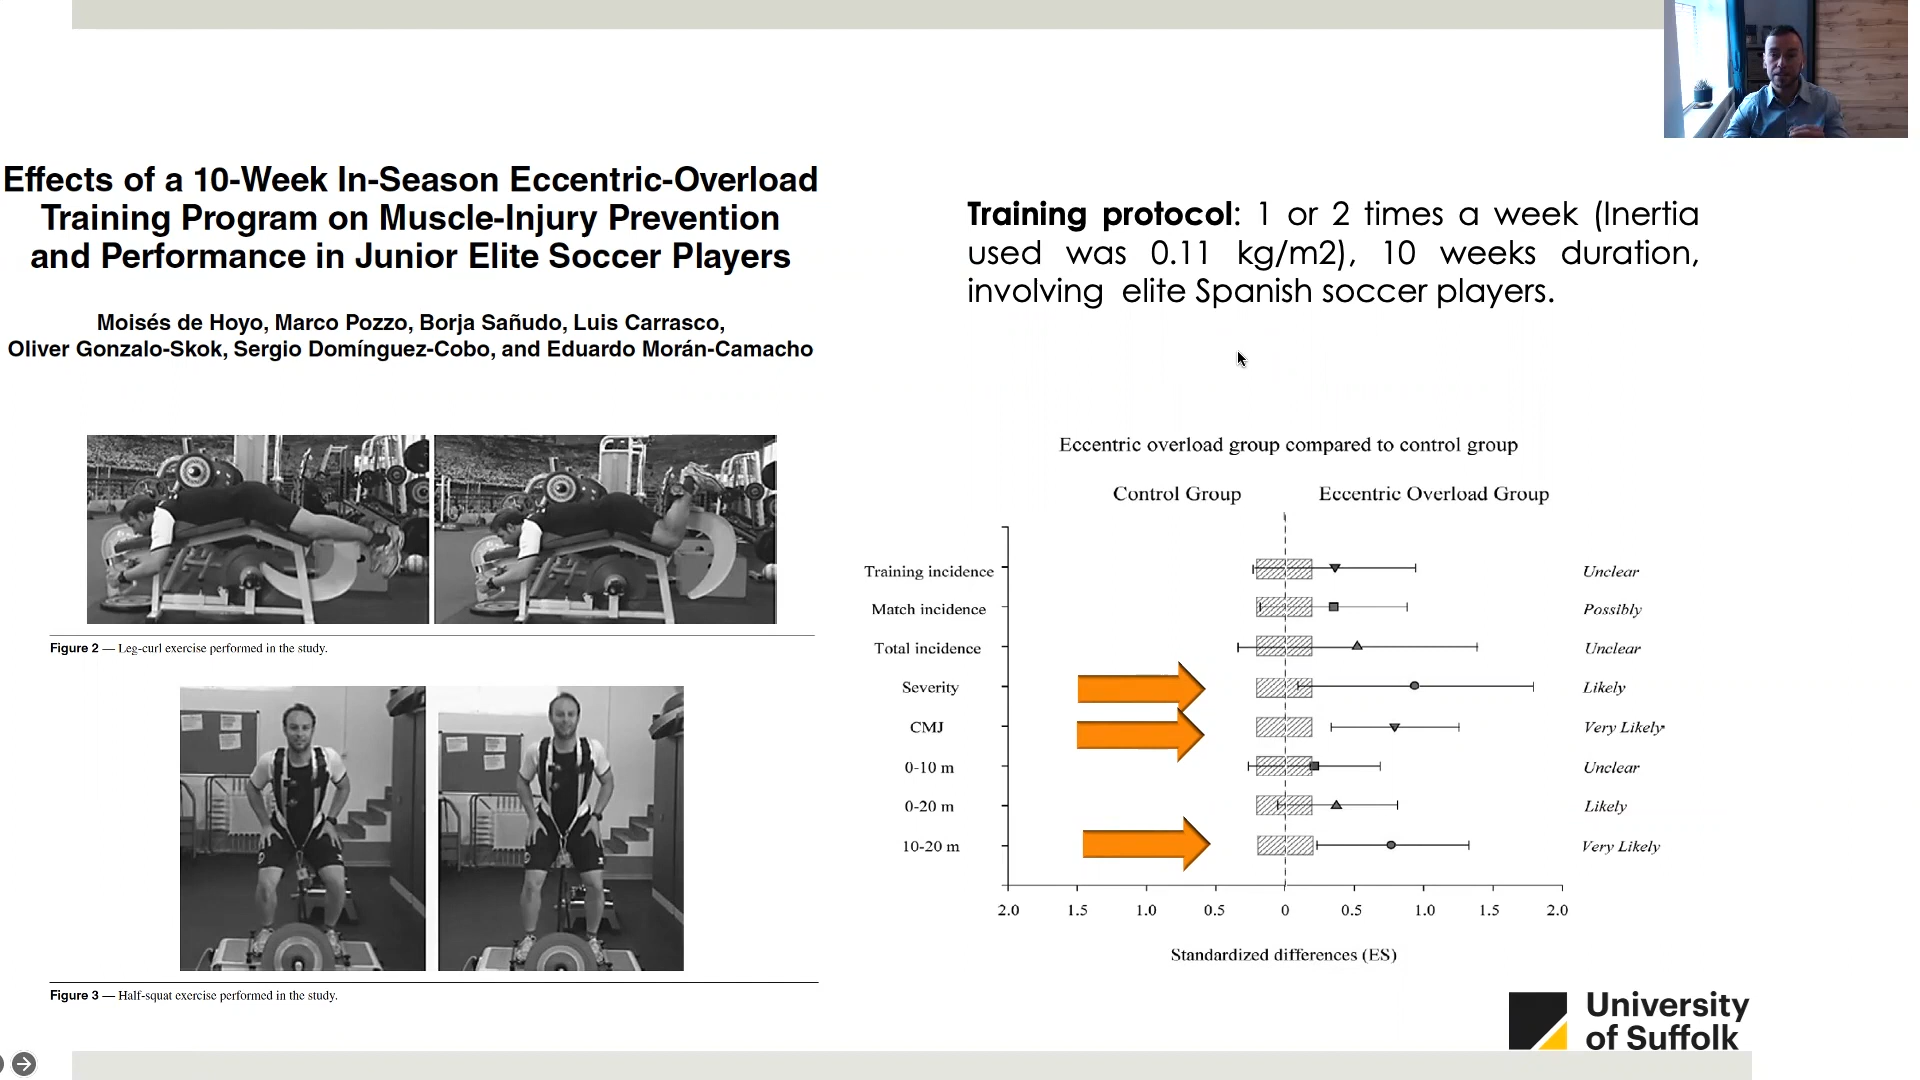 Effects of a 10-Week In-Season Eccentric-Overload
Training Program on Muscle-Injury Prevention
and Performance in Junior Elite Soccer Players
Moisés de Hoyo, Marco Pozzo, Borja Sañudo, Luis Carrasco,
Oliver Gonzalo-Skok, Sergio Domínguez-Cobo, and Eduardo Morán-Camacho
Figure 2 — Leg-curl exercise performed in the study.
Figure 3 — Half-squat exercise performed in the study.
Training protocol: 1 or 2 times a week (Inertia
used was 0.11 kg/m2), 10 weeks duration,
involving elite Spanish soccer players.
Eccentric overload group compared to control group
Control Group Eccentric Overload Group
Training incidence Unclear
Match incidence Possibly
Total incidence Unclear
Severity Likely
CMJ Very Likely
0-10 m Unclear
0-20 m Likely
10-20 m Very Likely
2.0 1.5 1.0 0.5 0 0.5 1.0 1.5 2.0
Standardized differences (ES)
University
of Suffolk